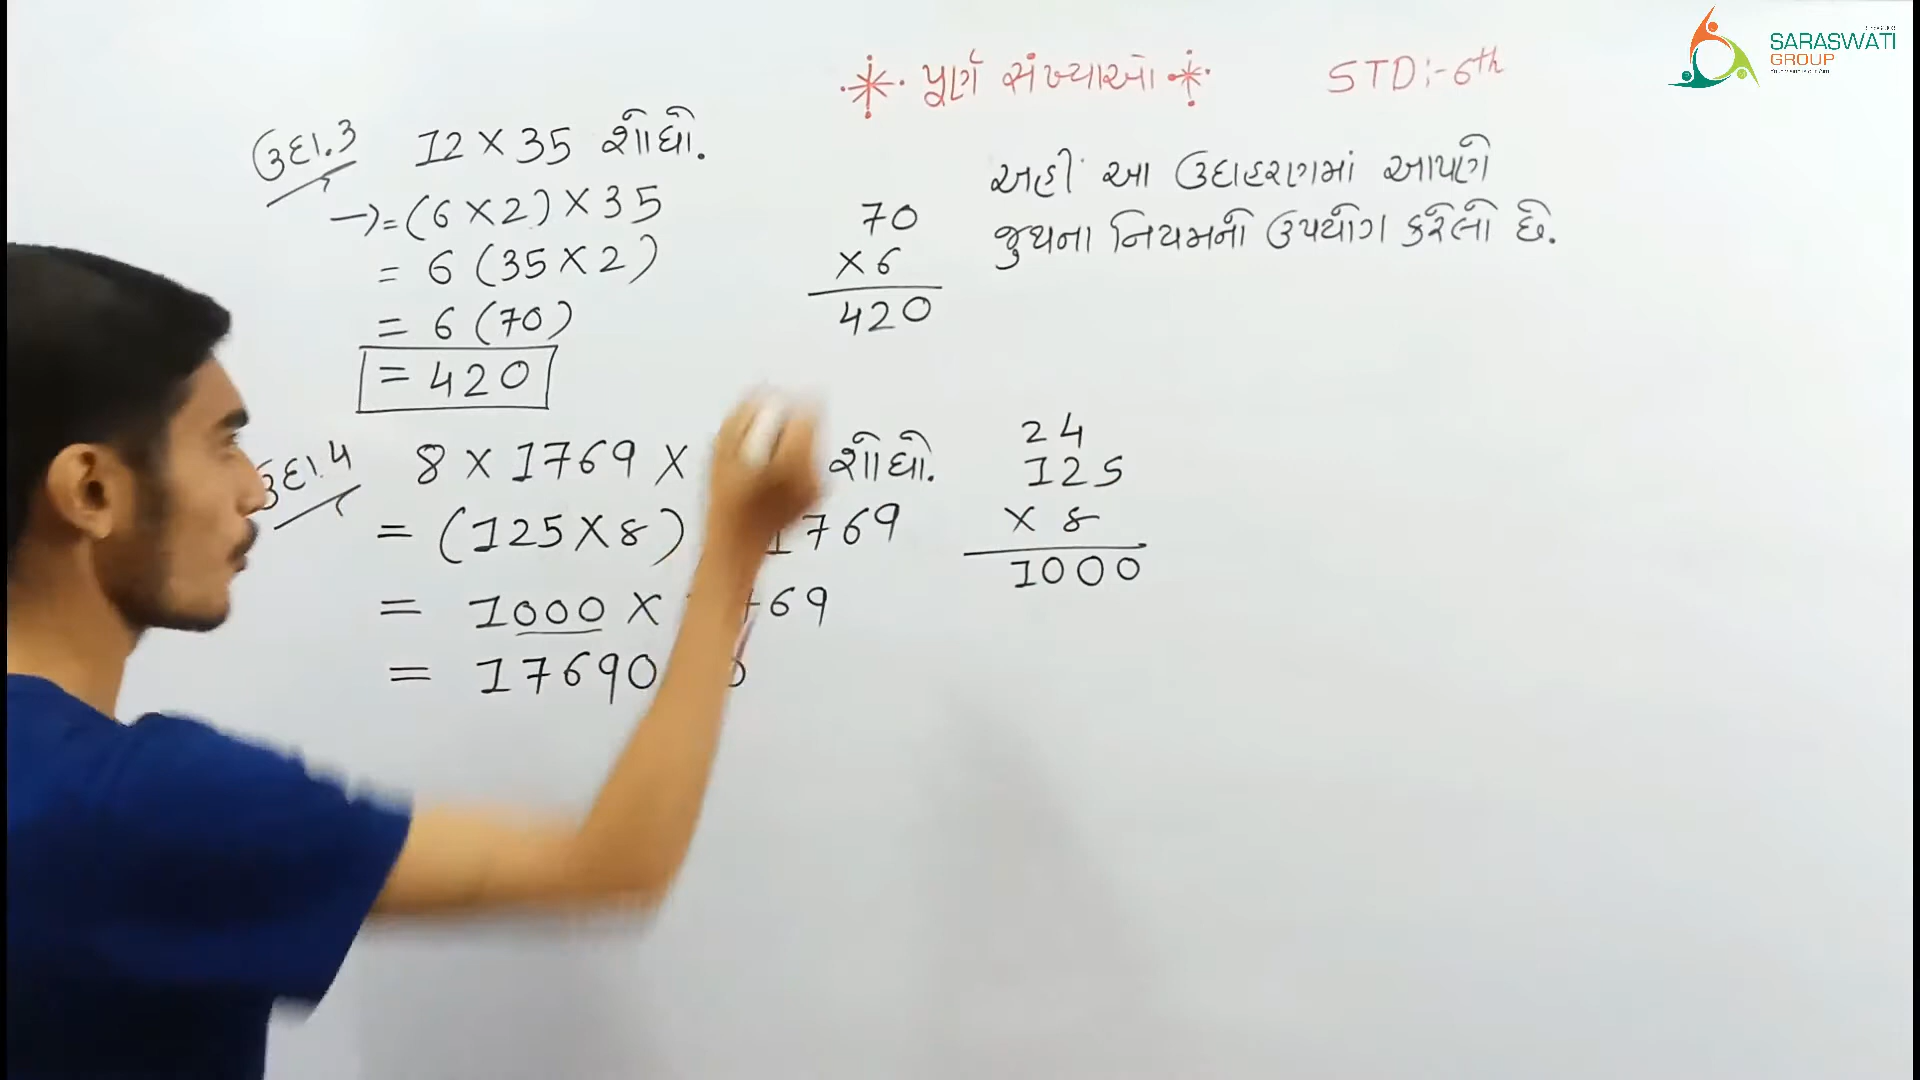 * પૂર્ણ સંખ્યાઓ * STD:-6th
SARASWATI
GROUP
ઉદા.3 12 × 35 શોધો.
→ = (6 × 2) × 35
= 6 (35 × 2)
= 6 (70)
= 420
70
× 6
420
અહીં આ ઉદાહરણમાં આપણે
જુથના નિયમનો ઉપયોગ કરેલો છે.
ઉદા.4 8 × 1769 × શોધો.
= (125 × 8) 1769
= 1000 × 69
= 17690
24
125
× 8
1000